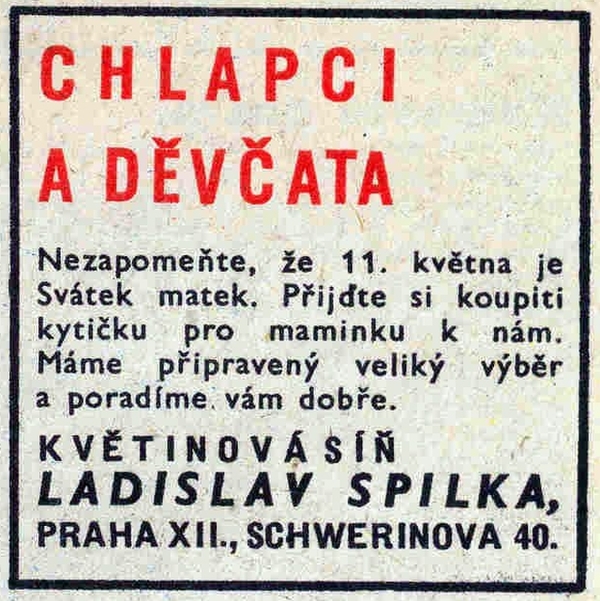 CHLAPCI
A DĚVČATA
Nezapomeňte, že 11. května je
Svátek matek. Přijďte si koupiti
kytičku pro maminku k nám.
Máme připravený veliký výběr
a poradíme vám dobře.
KVĚTINOVÁ SÍŇ
LADISLAV SPILKA,
PRAHA XII., SCHWERINOVA 40.